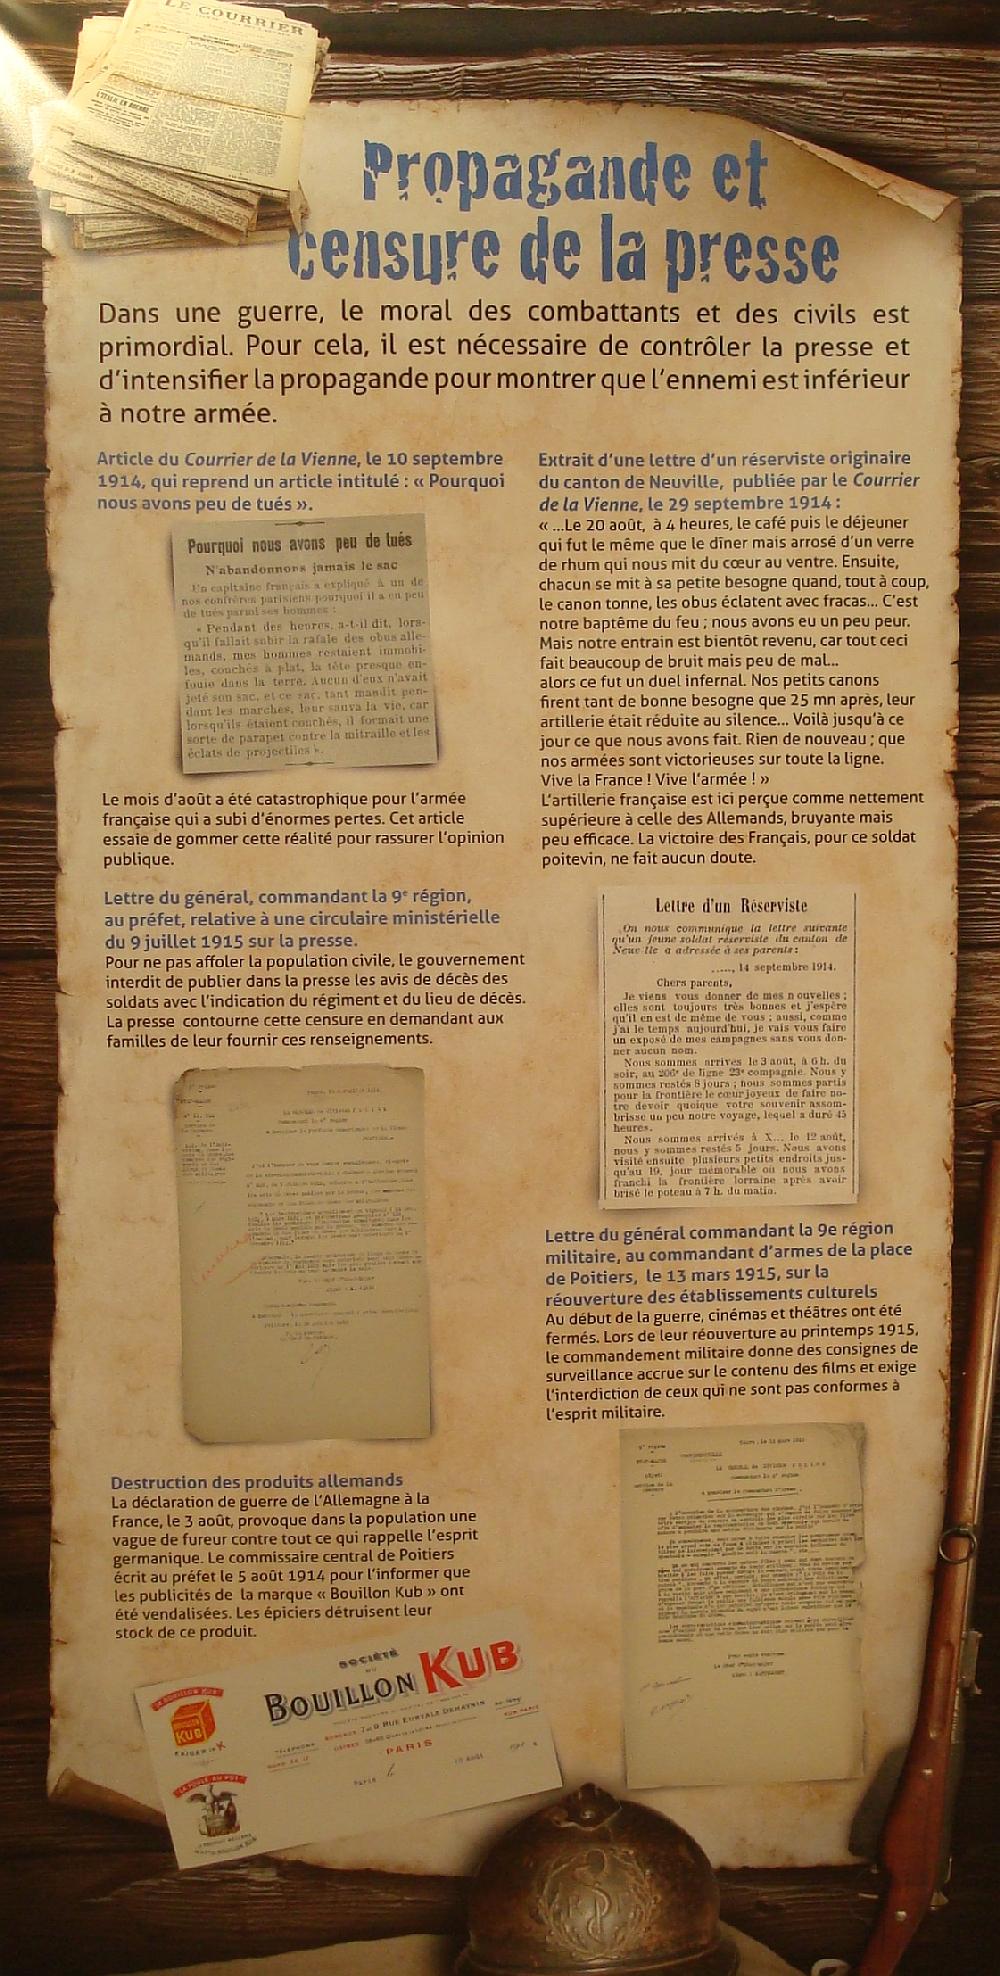 LE COURRIER
Propagande et
censure de la presse
Dans une guerre, le moral des combattants et des civils est
primordial. Pour cela, il est nécessaire de contrôler la presse et
d'intensifier la propagande pour montrer que l'ennemi est inférieur
à notre armée.
Article du Courrier de la Vienne, le 10 septembre
1914, qui reprend un article intitulé : « Pourquoi
nous avons peu de tués ».
Pourquoi nous avons peu de tués
N'abandonnons jamais le sac
Un capitaine français a expliqué à un de
nos confrères parisiens pourquoi il a eu peu
de tués parmi ses hommes :
« Pendant des heures, a-t-il dit, lors-
qu'il fallait subir la rafale des obus alle-
mands, mes hommes restaient immobi-
les, couchés à plat, la tête presque en-
fouie dans la terre. Aucun d'eux n'avait
jeté son sac, et ce sac, tant maudit pen-
dant les marches, leur sauva la vie, car
lorsqu'ils étaient couchés, il formait une
sorte de parapet contre la mitraille et les
éclats de projectiles ».
Le mois d'août a été catastrophique pour l'armée
française qui a subi d'énormes pertes. Cet article
essaie de gommer cette réalité pour rassurer l'opinion
publique.
Lettre du général, commandant la 9e région,
au préfet, relative à une circulaire ministérielle
du 9 juillet 1915 sur la presse.
Pour ne pas affoler la population civile, le gouvernement
interdit de publier dans la presse les avis de décès des
soldats avec l'indication du régiment et du lieu de décès.
La presse contourne cette censure en demandant aux
familles de leur fournir ces renseignements.
Destruction des produits allemands
La déclaration de guerre de l'Allemagne à la
France, le 3 août, provoque dans la population une
vague de fureur contre tout ce qui rappelle l'esprit
germanique. Le commissaire central de Poitiers
écrit au préfet le 5 août 1914 pour l'informer que
les publicités de la marque « Bouillon Kub » ont
été vendalisées. Les épiciers détruisent leur
stock de ce produit.
SOCIÉTÉ
DU
BOUILLON KUB
PARIS
LE BOUILLON KUB
KUB
EXIGER LE K
LA POULE AU POT
Extrait d'une lettre d'un réserviste originaire
du canton de Neuville, publiée par le Courrier
de la Vienne, le 29 septembre 1914 :
« ...Le 20 août, à 4 heures, le café puis le déjeuner
qui fut le même que le dîner mais arrosé d'un verre
de rhum qui nous mit du cœur au ventre. Ensuite,
chacun se mit à sa petite besogne quand, tout à coup,
le canon tonne, les obus éclatent avec fracas... C'est
notre baptême du feu ; nous avons eu un peu peur.
Mais notre entrain est bientôt revenu, car tout ceci
fait beaucoup de bruit mais peu de mal...
alors ce fut un duel infernal. Nos petits canons
firent tant de bonne besogne que 25 mn après, leur
artillerie était réduite au silence... Voilà jusqu'à ce
jour ce que nous avons fait. Rien de nouveau ; que
nos armées sont victorieuses sur toute la ligne.
Vive la France ! Vive l'armée ! »
L'artillerie française est ici perçue comme nettement
supérieure à celle des Allemands, bruyante mais
peu efficace. La victoire des Français, pour ce soldat
poitevin, ne fait aucun doute.
Lettre d'un Réserviste
On nous communique la lettre suivante
qu'un jeune soldat réserviste du canton de
Neuville a adressée à ses parents :
....., 14 septembre 1914.
Chers parents,
Je viens vous donner de mes nouvelles ;
elles sont toujours très bonnes et j'espère
qu'il en est de même de vous ; aussi, comme
j'ai le temps aujourd'hui, je vais vous faire
un exposé de mes campagnes sans vous don-
ner aucun nom.
Nous sommes arrivés le 3 août, à 6 h. du
soir, au 206e de ligne 23e compagnie. Nous y
sommes restés 8 jours ; nous sommes partis
pour la frontière le cœur joyeux de faire no-
tre devoir quoique votre souvenir assom-
brisse un peu notre voyage, lequel a duré 45
heures.
Nous sommes arrivés à X... le 12 août,
nous y sommes restés 5 jours. Nous avons
visité ensuite plusieurs petits endroits jus-
qu'au 19, jour mémorable où nous avons
franchi la frontière lorraine après avoir
brisé le poteau à 7 h. du matin.
Lettre du général commandant la 9e région
militaire, au commandant d'armes de la place
de Poitiers, le 13 mars 1915, sur la
réouverture des établissements culturels
Au début de la guerre, cinémas et théâtres ont été
fermés. Lors de leur réouverture au printemps 1915,
le commandement militaire donne des consignes de
surveillance accrue sur le contenu des films et exige
l'interdiction de ceux qui ne sont pas conformes à
l'esprit militaire.